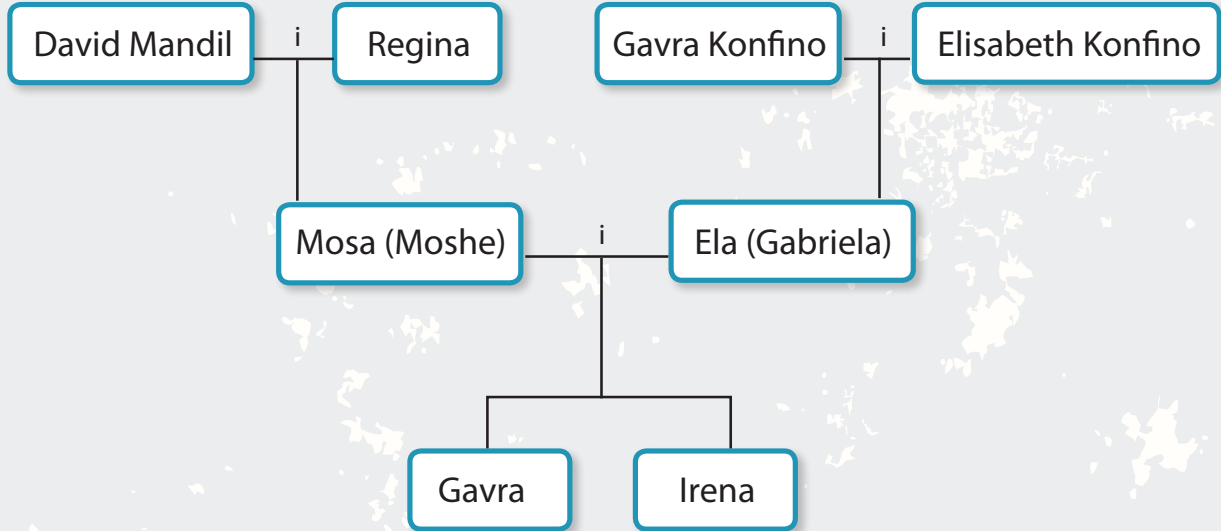 David Mandil i Regina Gavra Konfino i Elisabeth Konfino
Mosa (Moshe) i Ela (Gabriela)
Gavra Irena